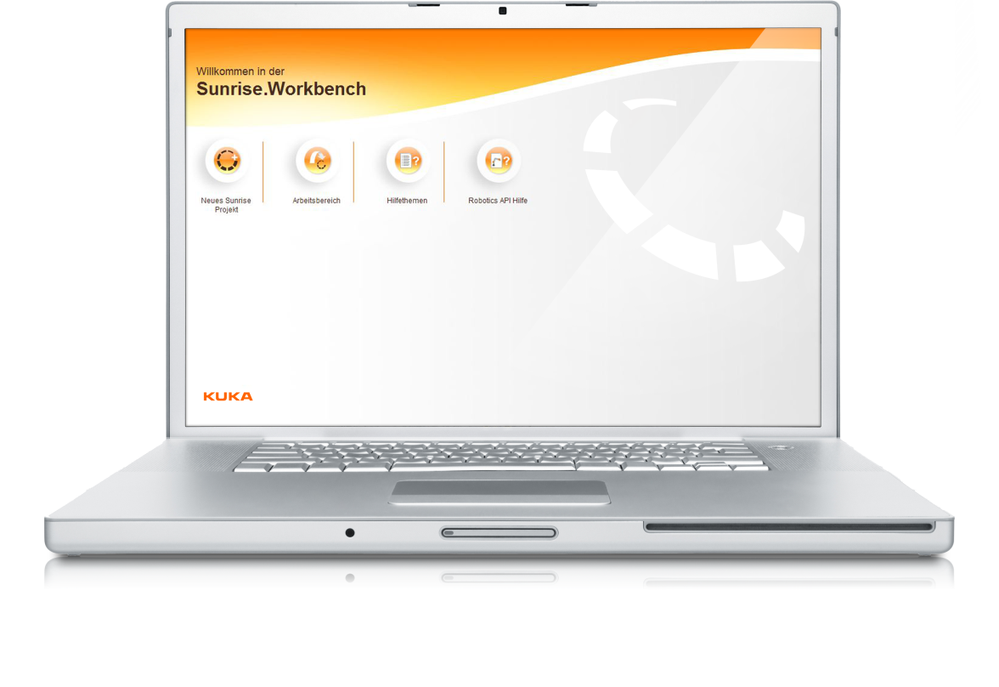 Willkommen in der
Sunrise.Workbench
Neues Sunrise
Projekt
Arbeitsbereich
Hilfethemen
Robotics API Hilfe
KUKA